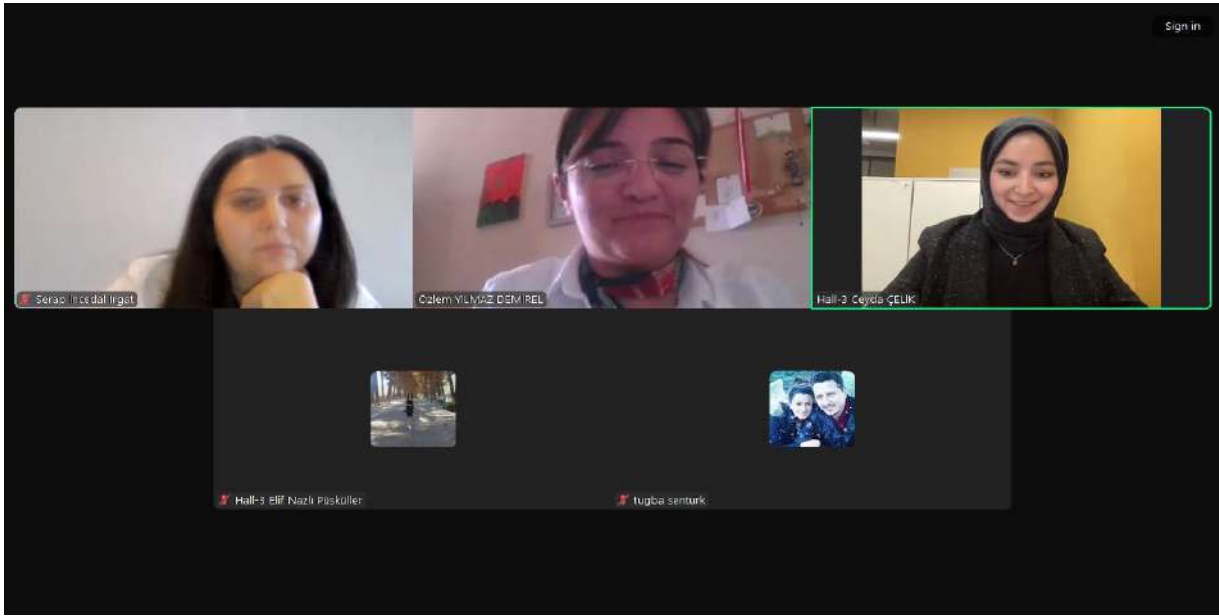 Sign in
Serap İncedal Irgat
Özlem YILMAZ DEMİREL
Hall-3 Ceyda ÇELİK
Hall-3 Elif Nazlı Püsküller
tugba senturk